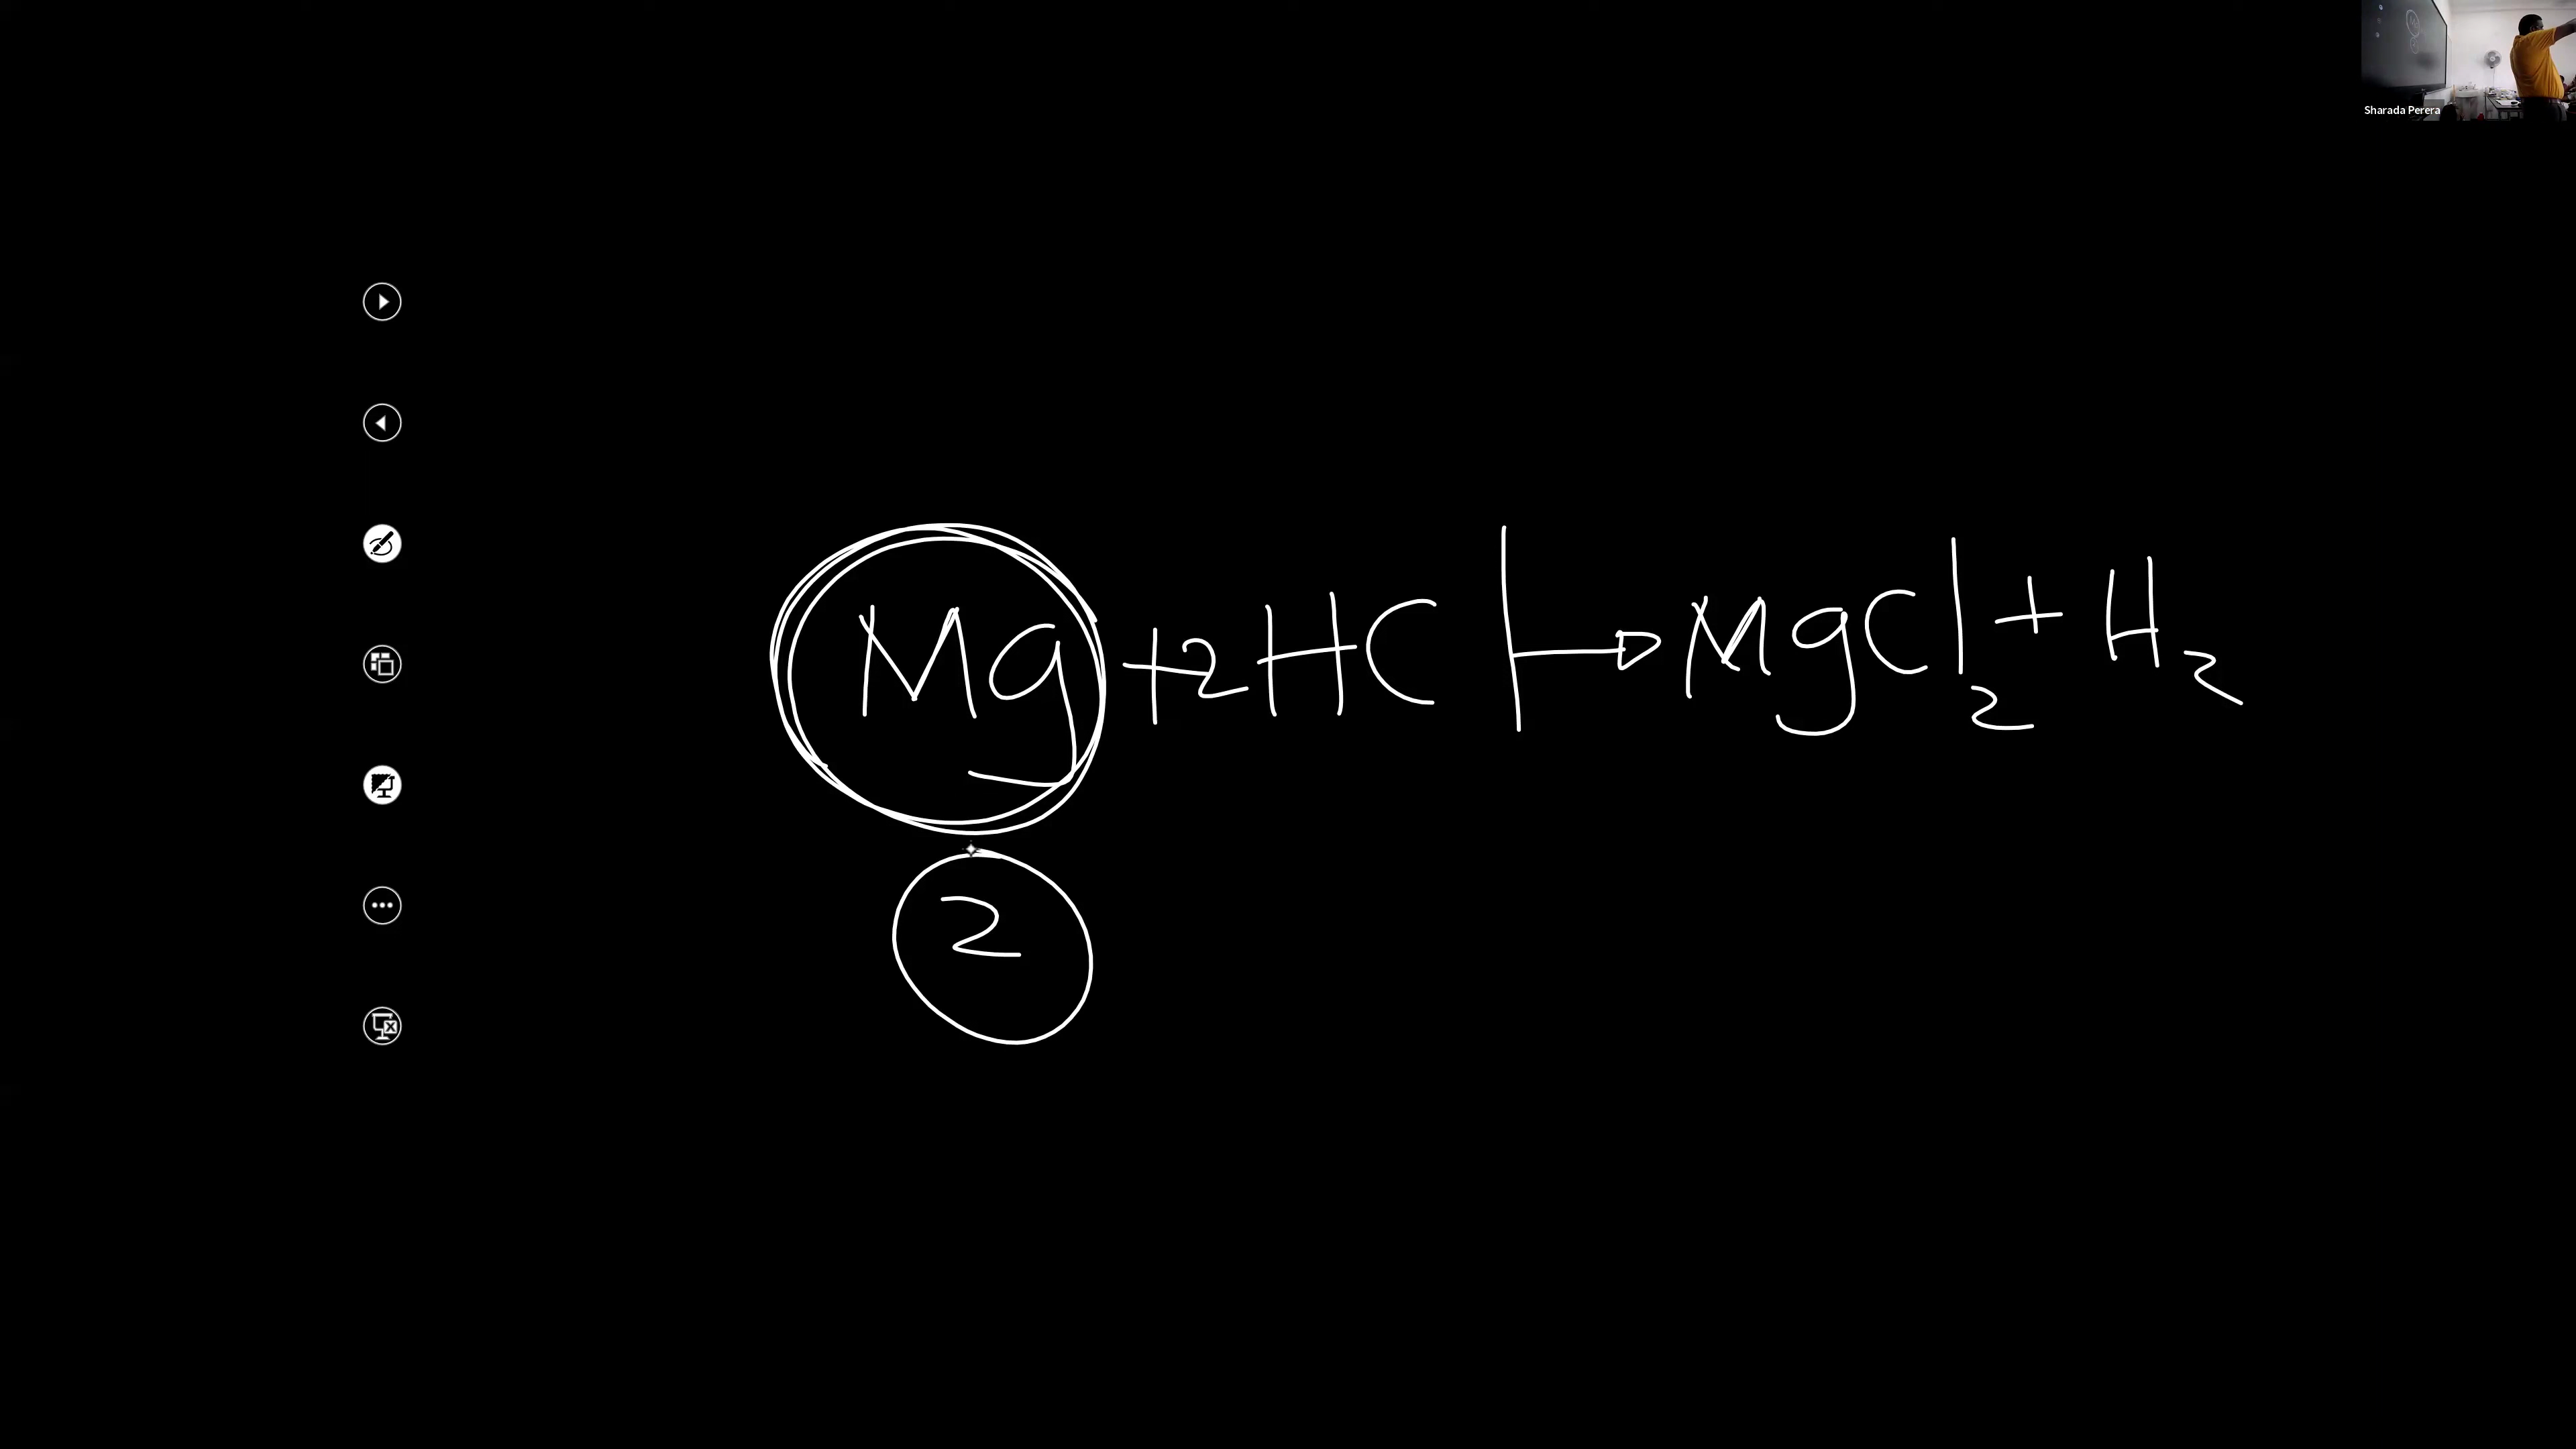 Sharada Perera
Mg + 2HCl → MgCl₂ + H₂
2